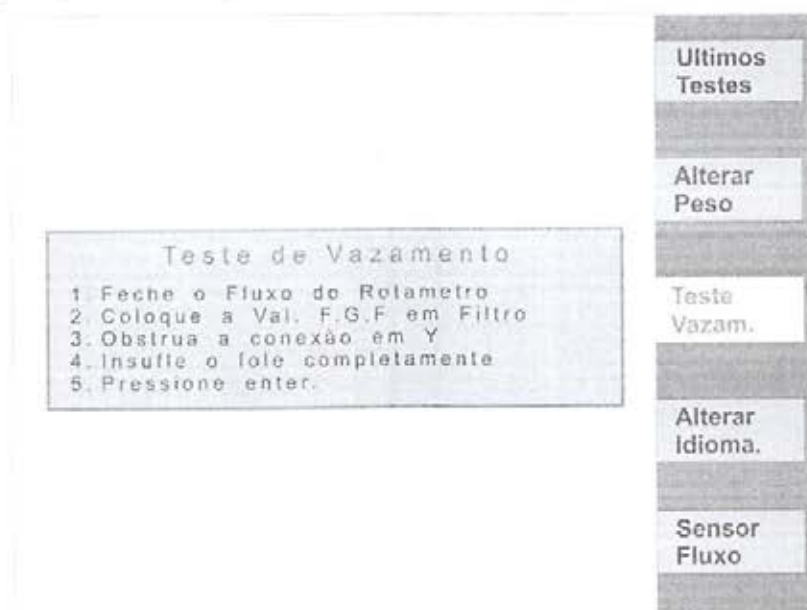 Teste de Vazamento
1. Feche o Fluxo do Rotametro
2. Coloque a Val. F.G.F em Filtro
3. Obstrua a conexão em Y
4. Insufle o fole completamente
5. Pressione enter.
Ultimos
Testes
Alterar
Peso
Teste
Vazam.
Alterar
Idioma.
Sensor
Fluxo